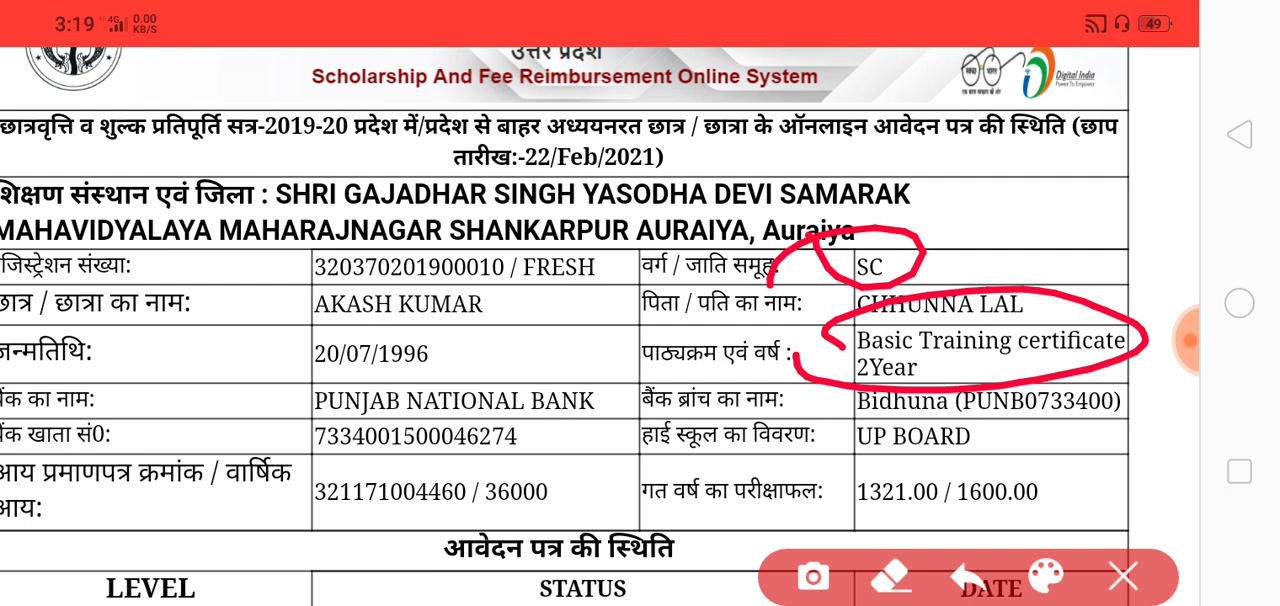 3:19 4G 0.00 KB/S 49
उत्तर प्रदेश
Scholarship And Fee Reimbursement Online System
Digital India
Power To Empower
छात्रवृत्ति व शुल्क प्रतिपूर्ति सत्र-2019-20 प्रदेश में/प्रदेश से बाहर अध्ययनरत छात्र / छात्रा के ऑनलाइन आवेदन पत्र की स्थिति (छाप
तारीख:-22/Feb/2021)
शिक्षण संस्थान एवं जिला : SHRI GAJADHAR SINGH YASODHA DEVI SAMARAK
MAHAVIDYALAYA MAHARAJNAGAR SHANKARPUR AURAIYA, Auraiya
जिस्ट्रेशन संख्या: 320370201900010 / FRESH वर्ग / जाति समूह: SC
छात्र / छात्रा का नाम: AKASH KUMAR पिता / पति का नाम: CHHUNNA LAL
जन्मतिथि: 20/07/1996 पाठ्यक्रम एवं वर्ष : Basic Training certificate
2Year
बैंक का नाम: PUNJAB NATIONAL BANK बैंक ब्रांच का नाम: Bidhuna (PUNB0733400)
बैंक खाता सं0: 7334001500046274 हाई स्कूल का विवरण: UP BOARD
आय प्रमाणपत्र क्रमांक / वार्षिक
आय: 321171004460 / 36000 गत वर्ष का परीक्षाफल: 1321.00 / 1600.00
आवेदन पत्र की स्थिति
LEVEL STATUS DATE